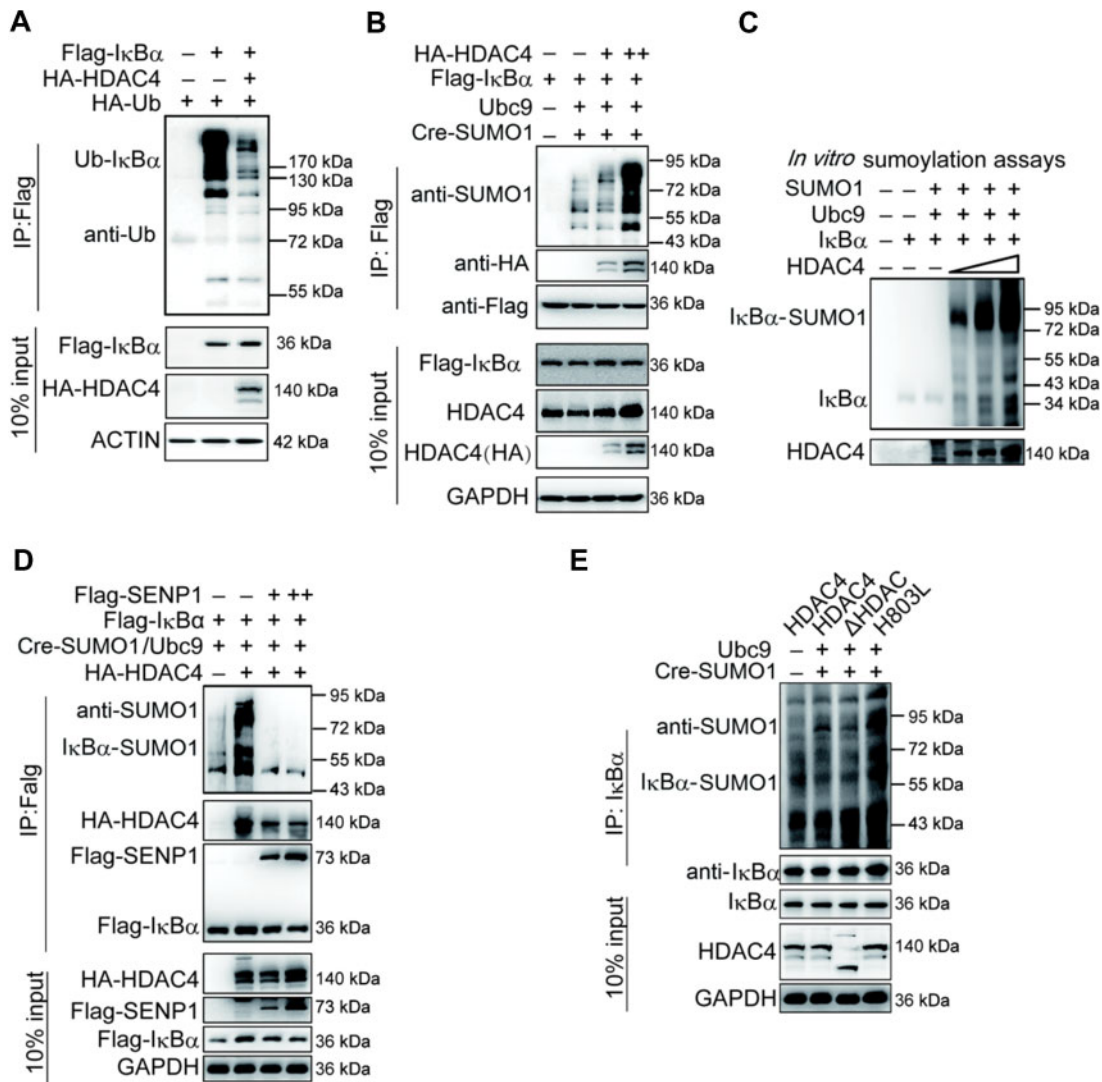 A
Flag-IκBα – + +
HA-HDAC4 – – +
HA-Ub + + +
IP:Flag
Ub-IκBα
170 kDa
130 kDa
95 kDa
anti-Ub
72 kDa
55 kDa
10% input
Flag-IκBα
36 kDa
HA-HDAC4
140 kDa
ACTIN
42 kDa
B
HA-HDAC4 – – + ++
Flag-IκBα + + + +
Ubc9 – + + +
Cre-SUMO1 – + + +
IP: Flag
anti-SUMO1
95 kDa
72 kDa
55 kDa
43 kDa
anti-HA
140 kDa
anti-Flag
36 kDa
10% input
Flag-IκBα
36 kDa
HDAC4
140 kDa
HDAC4(HA)
140 kDa
GAPDH
36 kDa
C
In vitro sumoylation assays
SUMO1 – – + + + +
Ubc9 – – + + + +
IκBα – + + + + +
HDAC4 – – –
IκBα-SUMO1
95 kDa
72 kDa
55 kDa
43 kDa
IκBα
34 kDa
HDAC4
140 kDa
D
Flag-SENP1 – – + ++
Flag-IκBα + + + +
Cre-SUMO1/Ubc9 + + + +
HA-HDAC4 – + + +
IP:Falg
anti-SUMO1
95 kDa
72 kDa
IκBα-SUMO1
55 kDa
43 kDa
HA-HDAC4
140 kDa
Flag-SENP1
73 kDa
Flag-IκBα
36 kDa
10% input
HA-HDAC4
140 kDa
Flag-SENP1
73 kDa
Flag-IκBα
36 kDa
GAPDH
36 kDa
E
HDAC4
HDAC4
ΔHDAC
H803L
Ubc9 – + + +
Cre-SUMO1 – + + +
IP: IκBα
anti-SUMO1
95 kDa
72 kDa
IκBα-SUMO1
55 kDa
43 kDa
anti-IκBα
36 kDa
10% input
IκBα
36 kDa
HDAC4
140 kDa
GAPDH
36 kDa